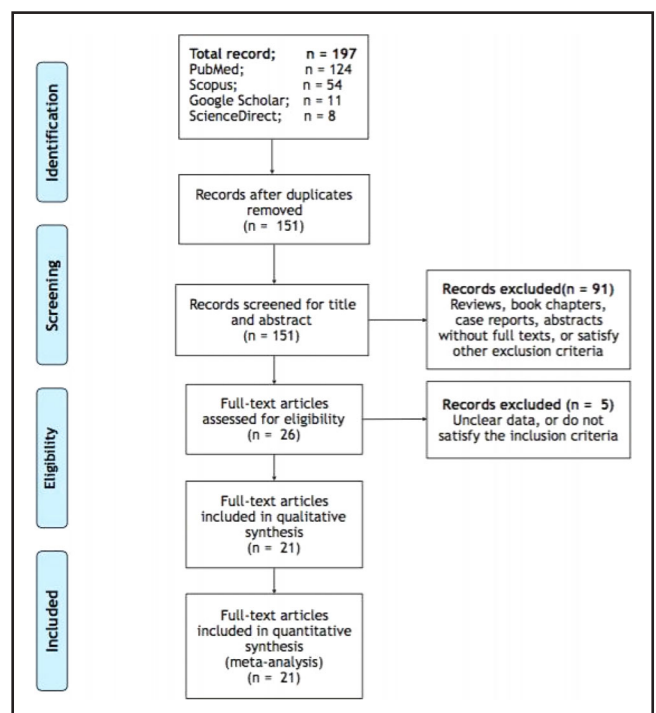 Identification
Total record; n = 197
PubMed; n = 124
Scopus; n = 54
Google Scholar; n = 11
ScienceDirect; n = 8
Records after duplicates
removed
(n = 151)
Screening
Records screened for title
and abstract
(n = 151)
Records excluded(n = 91)
Reviews, book chapters,
case reports, abstracts
without full texts, or satisfy
other exclusion criteria
Eligibility
Full-text articles
assessed for eligibility
(n = 26)
Records excluded (n = 5)
Unclear data, or do not
satisfy the inclusion criteria
Full-text articles
included in qualitative
synthesis
(n = 21)
Included
Full-text articles
included in quantitative
synthesis
(meta-analysis)
(n = 21)